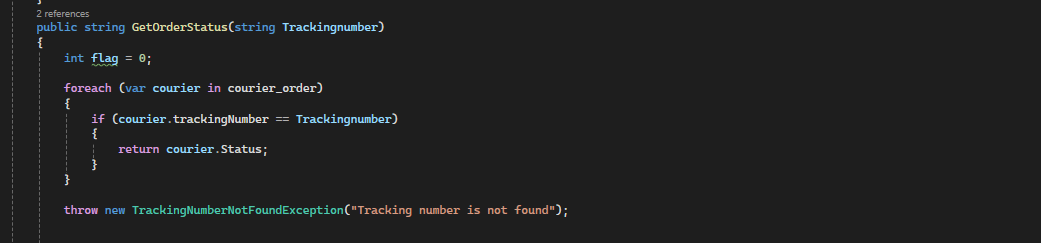 }
2 references
public string GetOrderStatus(string Trackingnumber)
{
int flag = 0;
foreach (var courier in courier_order)
{
if (courier.trackingNumber == Trackingnumber)
{
return courier.Status;
}
}
throw new TrackingNumberNotFoundException("Tracking number is not found");